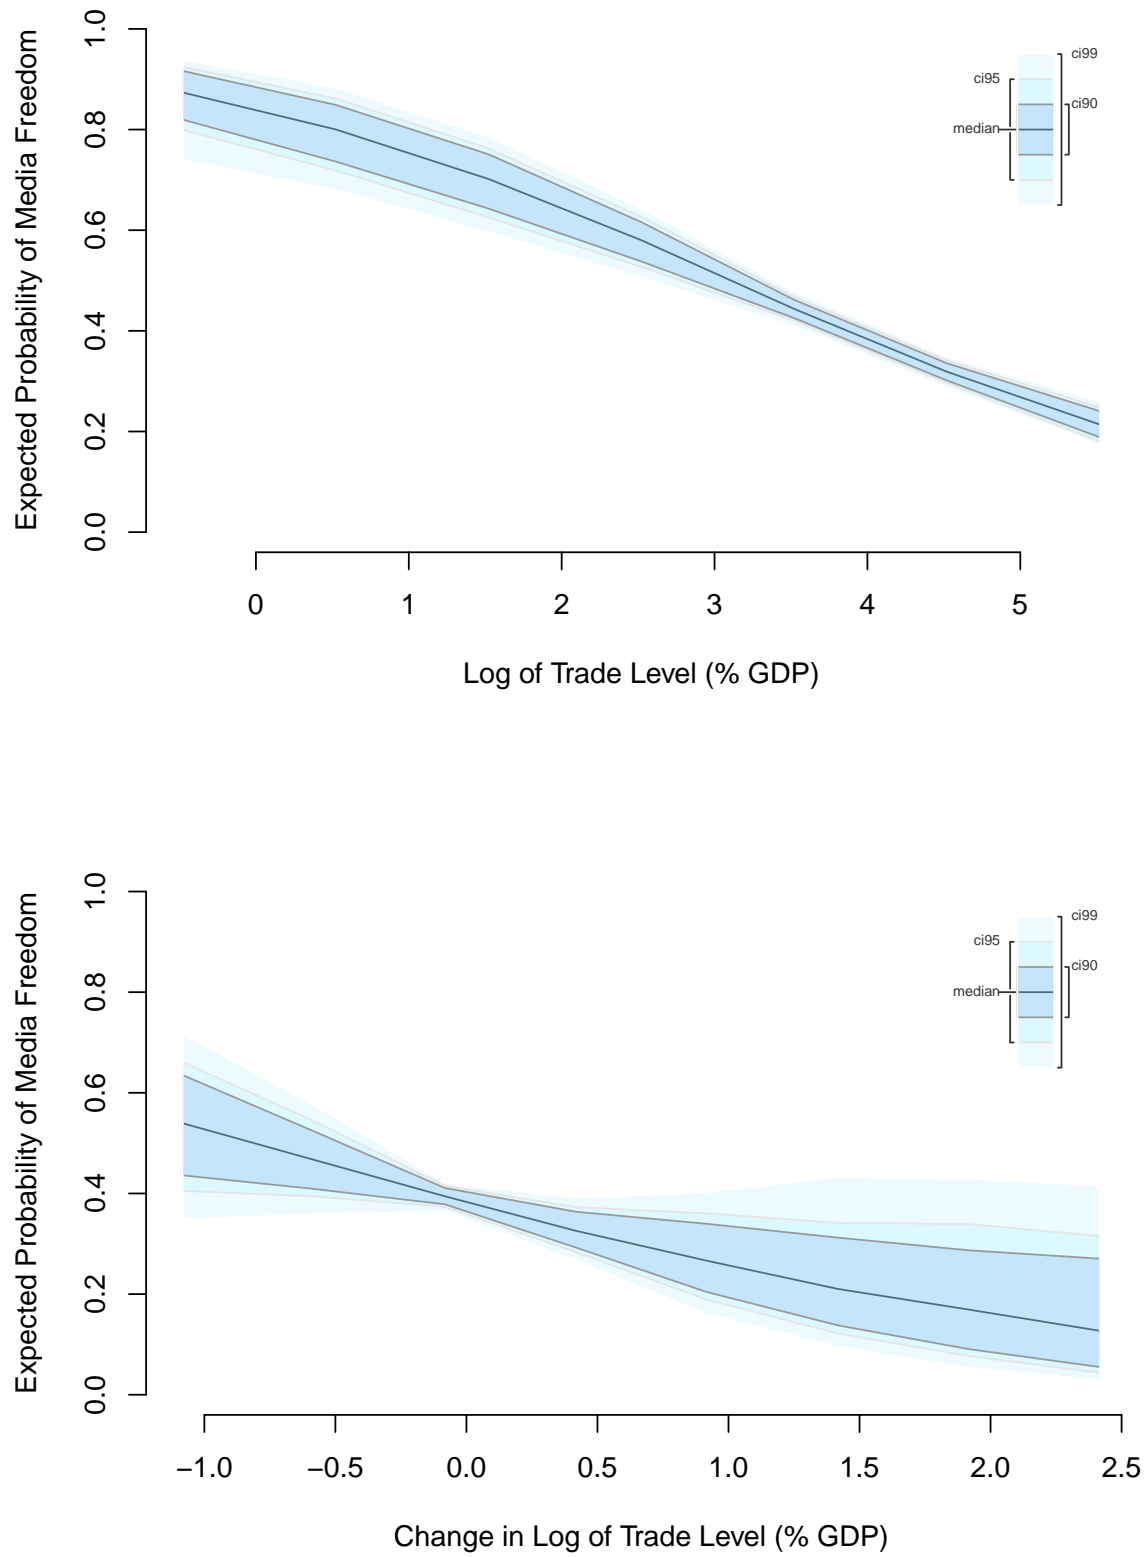 Expected Probability of Media Freedom
1.0
0.8
0.6
0.4
0.2
0.0
ci99
ci95
ci90
median
0 1 2 3 4 5
Log of Trade Level (% GDP)
Expected Probability of Media Freedom
1.0
0.8
0.6
0.4
0.2
0.0
ci99
ci95
ci90
median
−1.0 −0.5 0.0 0.5 1.0 1.5 2.0 2.5
Change in Log of Trade Level (% GDP)